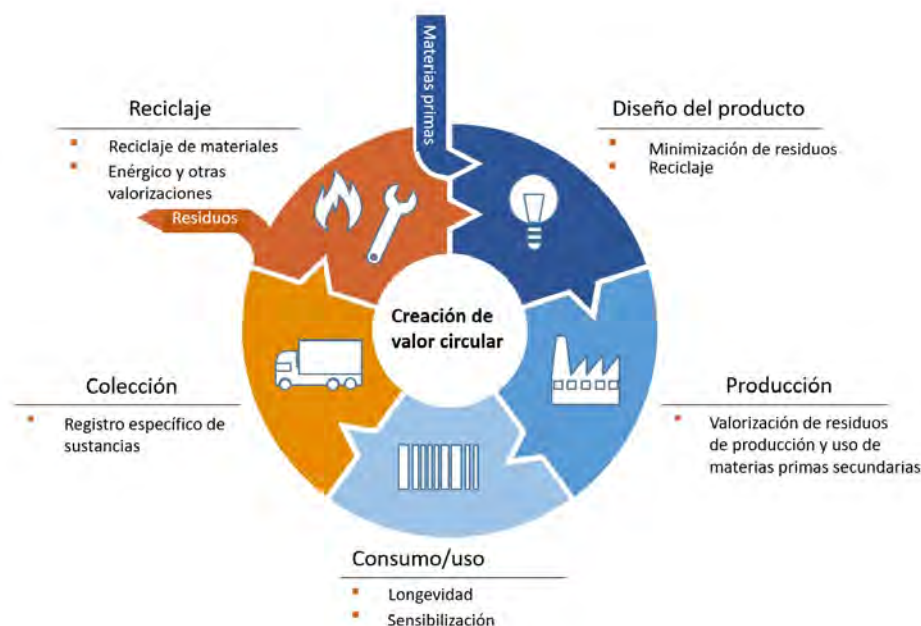 Materias primas
Reciclaje
Reciclaje de materiales
Enérgico y otras
valorizaciones
Residuos
Diseño del producto
Minimización de residuos
Reciclaje
Creación de
valor circular
Colección
Registro específico de
sustancias
Producción
Valorización de residuos
de producción y uso de
materias primas secundarias
Consumo/uso
Longevidad
Sensibilización